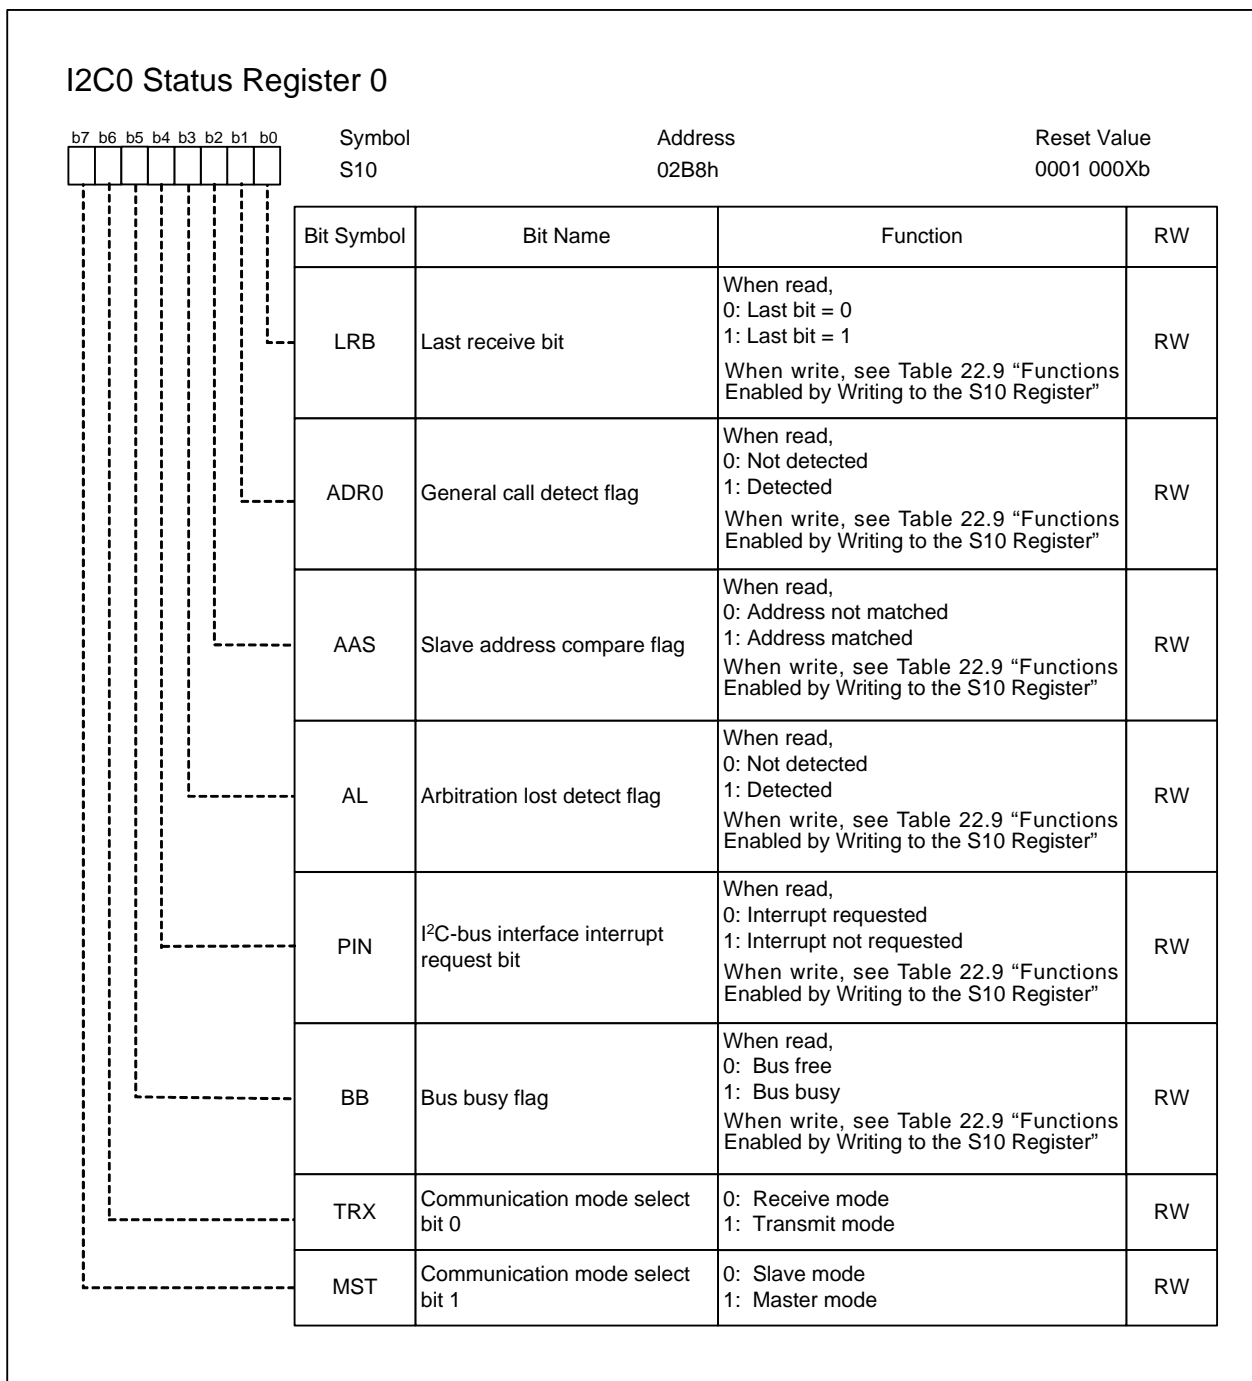 I2C0 Status Register 0
b7 b6 b5 b4 b3 b2 b1 b0
Symbol Address Reset Value
S10 02B8h 0001 000Xb
Bit Symbol Bit Name Function RW
When read,
0: Last bit = 0
1: Last bit = 1
LRB Last receive bit RW
When write, see Table 22.9 “Functions
Enabled by Writing to the S10 Register”
When read,
0: Not detected
1: Detected
ADR0 General call detect flag RW
When write, see Table 22.9 “Functions
Enabled by Writing to the S10 Register”
When read,
0: Address not matched
1: Address matched
AAS Slave address compare flag RW
When write, see Table 22.9 “Functions
Enabled by Writing to the S10 Register”
When read,
0: Not detected
1: Detected
AL Arbitration lost detect flag RW
When write, see Table 22.9 “Functions
Enabled by Writing to the S10 Register”
When read,
0: Interrupt requested
1: Interrupt not requested
PIN I²C-bus interface interrupt
request bit RW
When write, see Table 22.9 “Functions
Enabled by Writing to the S10 Register”
When read,
0: Bus free
1: Bus busy
BB Bus busy flag RW
When write, see Table 22.9 “Functions
Enabled by Writing to the S10 Register”
TRX Communication mode select
bit 0
0: Receive mode
1: Transmit mode
RW
MST Communication mode select
bit 1
0: Slave mode
1: Master mode
RW